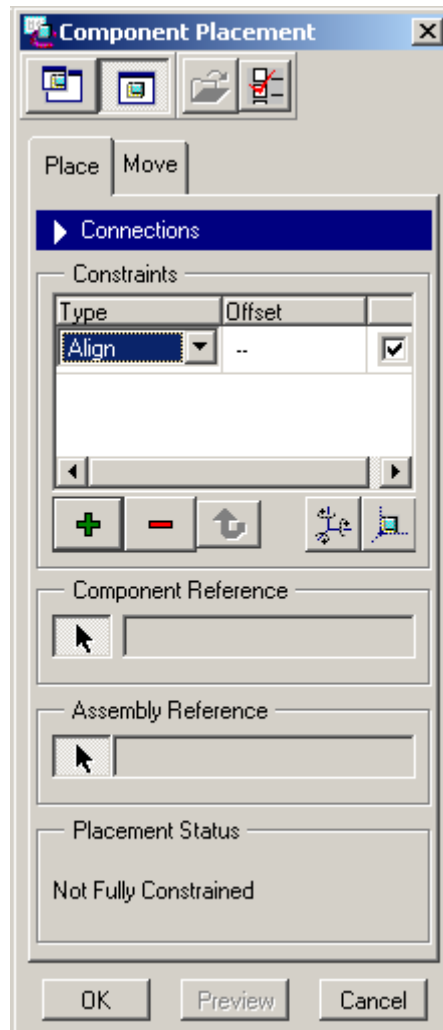 Component Placement
Place Move
Connections
Constraints
Type Offset
Align --
Component Reference
Assembly Reference
Placement Status
Not Fully Constrained
OK Preview Cancel